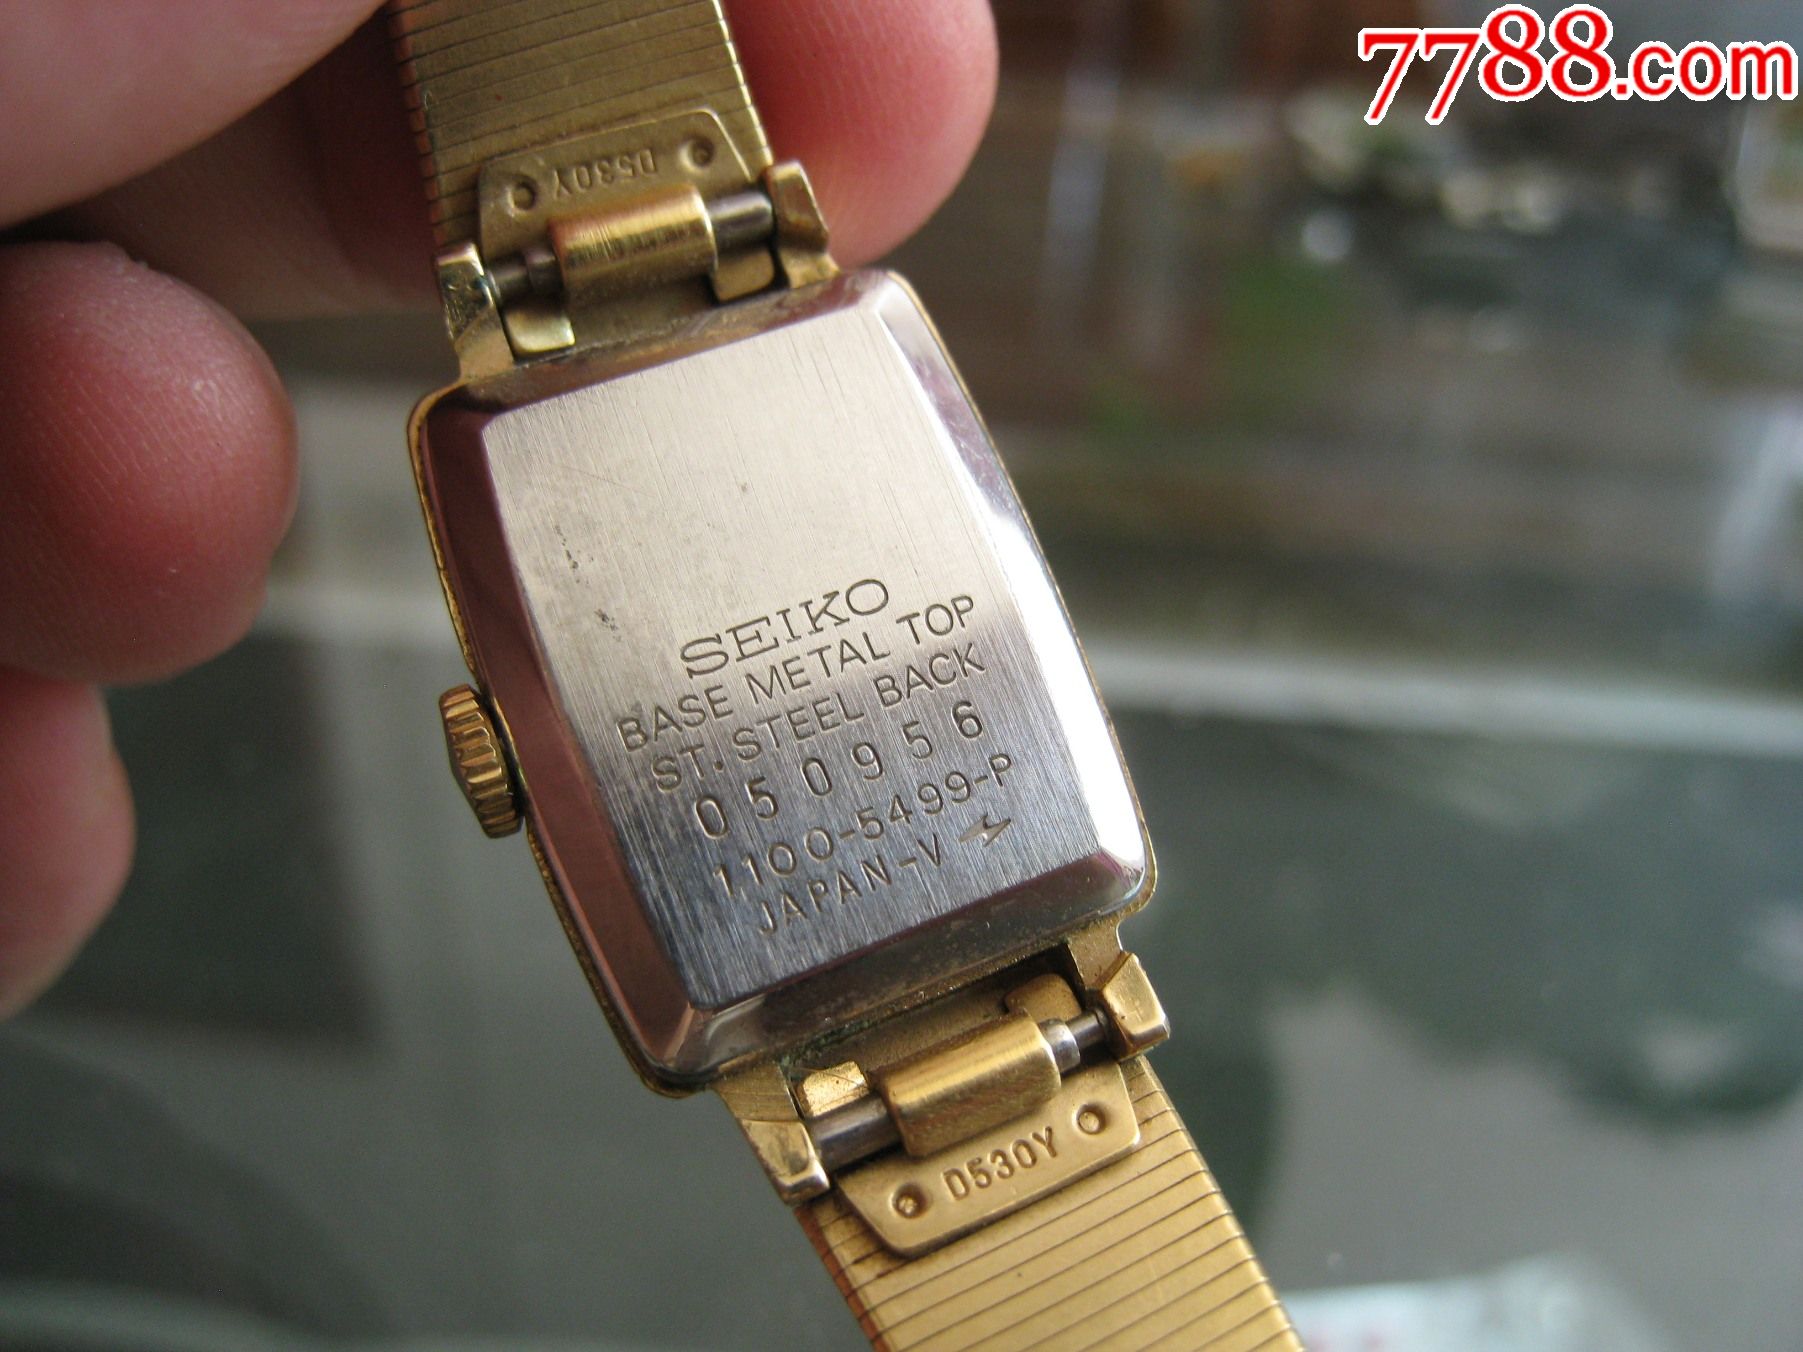 7788.com
D530Y
SEIKO
BASE METAL TOP
ST. STEEL BACK
050956
1100-5499-P
JAPAN-V
D530Y